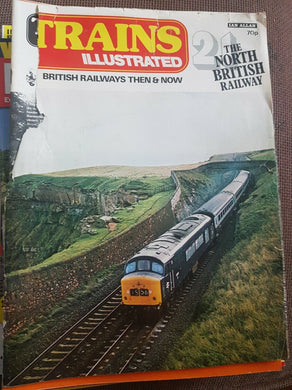 TRAINS
ILLUSTRATED
BRITISH RAILWAYS THEN & NOW
IAN ALLAN
70p
21
THE
NORTH
BRITISH
RAILWAY